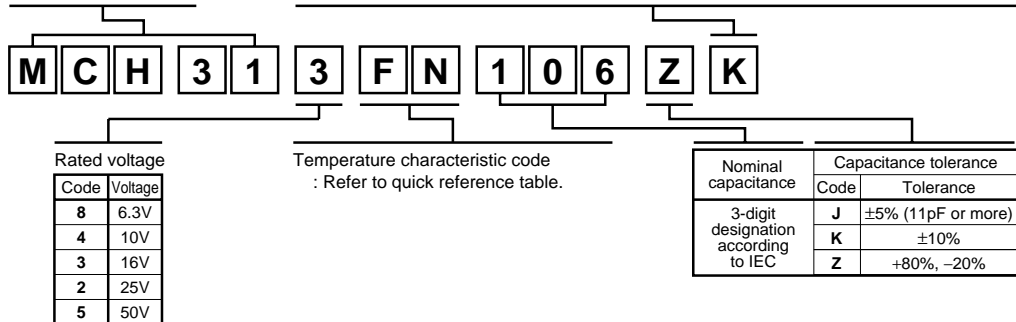 M C H 3 1 3 F N 1 0 6 Z K
Rated voltage
Code Voltage
8 6.3V
4 10V
3 16V
2 25V
5 50V
Temperature characteristic code
: Refer to quick reference table.
Nominal
capacitance
3-digit
designation
according
to IEC
Capacitance tolerance
Code Tolerance
J ±5% (11pF or more)
K ±10%
Z +80%, −20%